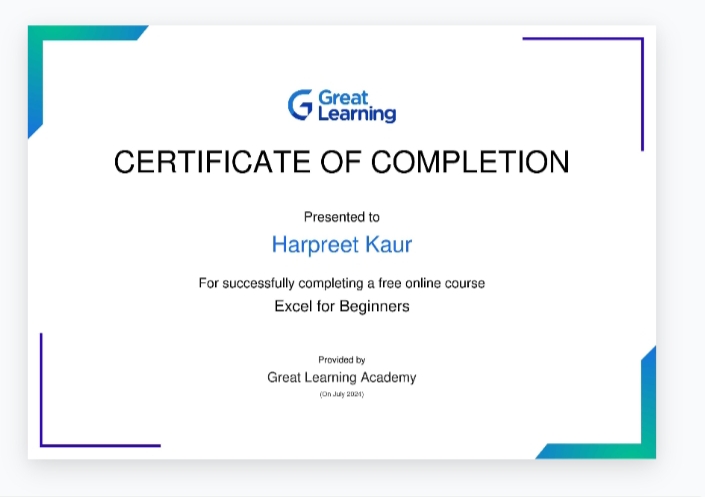 Great
Learning
CERTIFICATE OF COMPLETION
Presented to
Harpreet Kaur
For successfully completing a free online course
Excel for Beginners
Provided by
Great Learning Academy
(On July 2024)